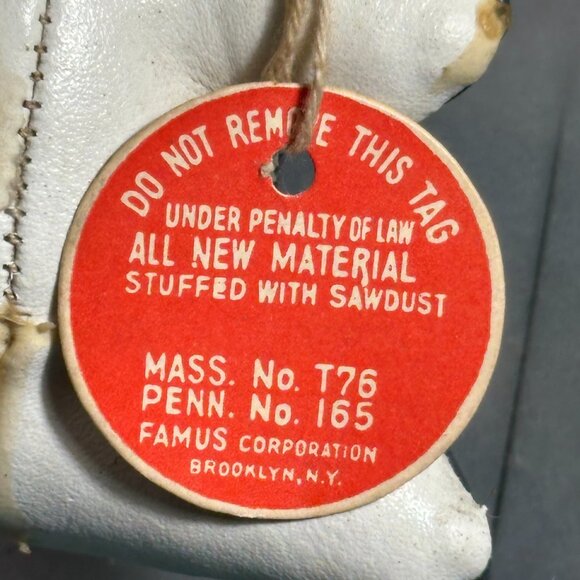 DO NOT REMOVE THIS TAG
UNDER PENALTY OF LAW
ALL NEW MATERIAL
STUFFED WITH SAWDUST
MASS. No. T76
PENN. No. 165
FAMUS CORPORATION
BROOKLYN, N.Y.